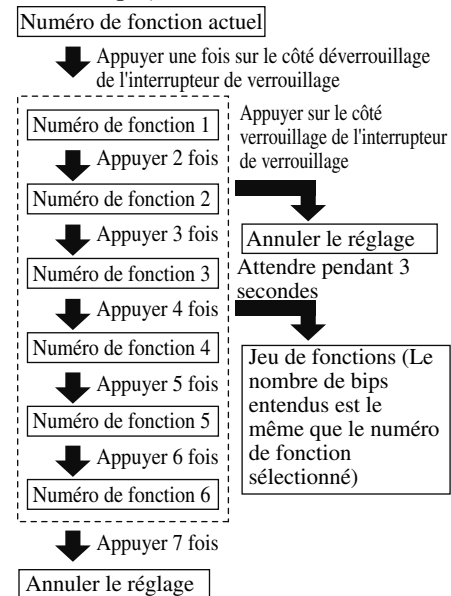 Numéro de fonction actuel
Appuyer une fois sur le côté déverrouillage
de l'interrupteur de verrouillage
Numéro de fonction 1
Appuyer 2 fois
Numéro de fonction 2
Appuyer 3 fois
Numéro de fonction 3
Appuyer 4 fois
Numéro de fonction 4
Appuyer 5 fois
Numéro de fonction 5
Appuyer 6 fois
Numéro de fonction 6
Appuyer 7 fois
Annuler le réglage
Appuyer sur le côté
verrouillage de l'interrupteur
de verrouillage
Annuler le réglage
Attendre pendant 3
secondes
Jeu de fonctions (Le
nombre de bips
entendus est le
même que le numéro
de fonction
sélectionné)